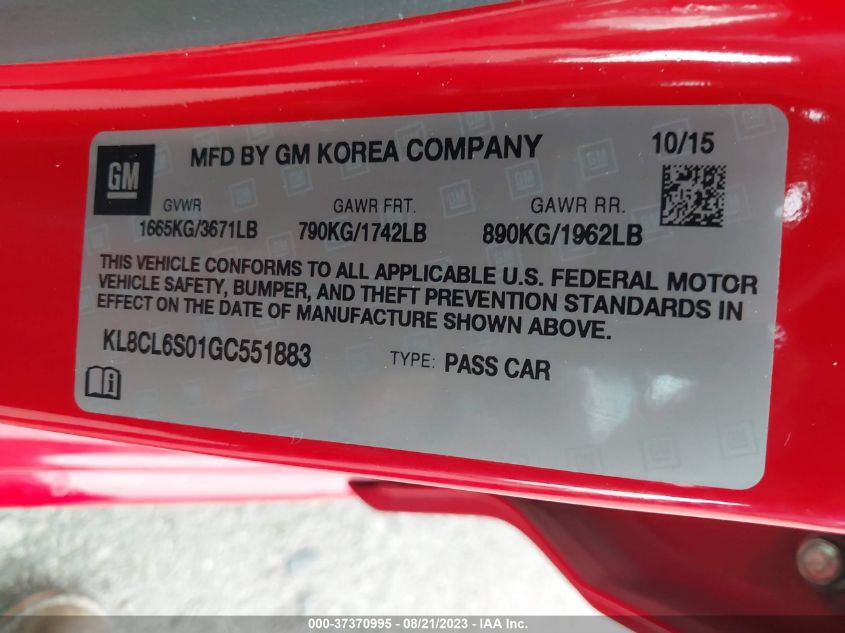 GM
MFD BY GM KOREA COMPANY
10/15
GVWR
GAWR FRT.
GAWR RR.
1665KG/3671LB
790KG/1742LB
890KG/1962LB
THIS VEHICLE CONFORMS TO ALL APPLICABLE U.S. FEDERAL MOTOR
VEHICLE SAFETY, BUMPER, AND THEFT PREVENTION STANDARDS IN
EFFECT ON THE DATE OF MANUFACTURE SHOWN ABOVE.
KL8CL6S01GC551883
TYPE: PASS CAR
000-37370995 - 08/21/2023 - IAA Inc.